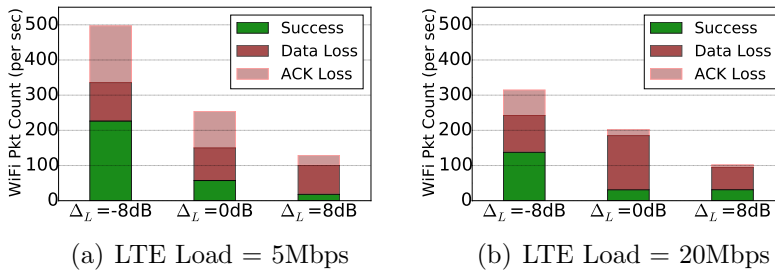 WiFi Pkt Count (per sec)
500
400
300
200
100
0
Success
Data Loss
ACK Loss
Δ_L=-8dB Δ_L=0dB Δ_L=8dB
(a) LTE Load = 5Mbps
WiFi Pkt Count (per sec)
500
400
300
200
100
0
Success
Data Loss
ACK Loss
Δ_L=-8dB Δ_L=0dB Δ_L=8dB
(b) LTE Load = 20Mbps